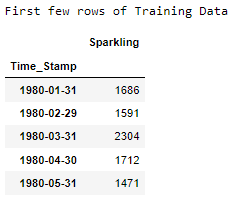 First few rows of Training Data
Sparkling
Time_Stamp
1980-01-31 1686
1980-02-29 1591
1980-03-31 2304
1980-04-30 1712
1980-05-31 1471